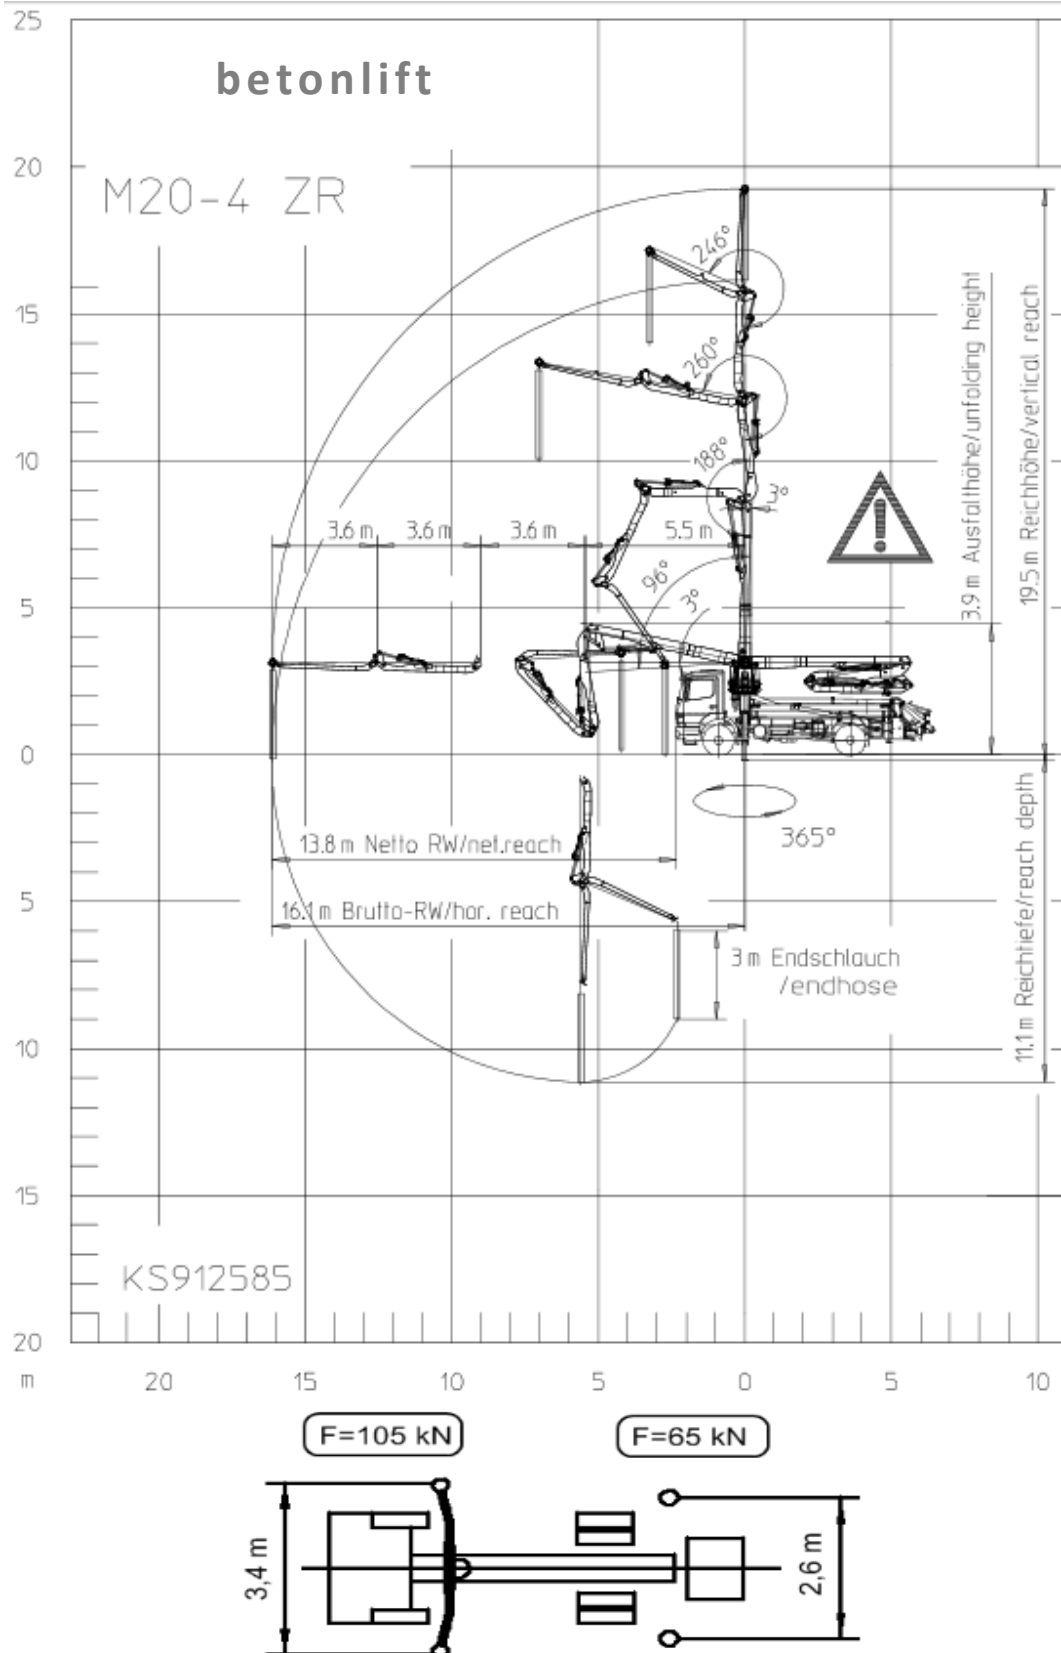 25
betonlift
20
M20-4 ZR
246°
15
260°
188°
10
3°
3.6 m
3.6 m
3.6 m
5.5 m
96°
3°
5
0
3.9 m Ausfalthöhe/unfolding height
19.5 m Reichhöhe/vertical reach
365°
13.8 m Netto RW/net.reach
5
16.1 m Brutto-RW/hor. reach
3 m Endschlauch
/endhose
11.1 m Reichtiefe/reach depth
10
15
KS912585
20
m
20
15
10
5
0
5
10
F=105 kN
F=65 kN
3,4 m
2,6 m